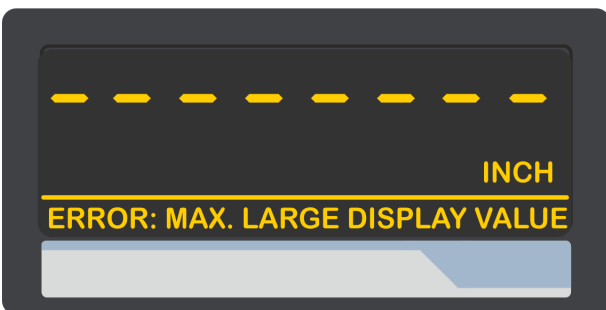 - - - - - - - -
INCH
ERROR: MAX. LARGE DISPLAY VALUE